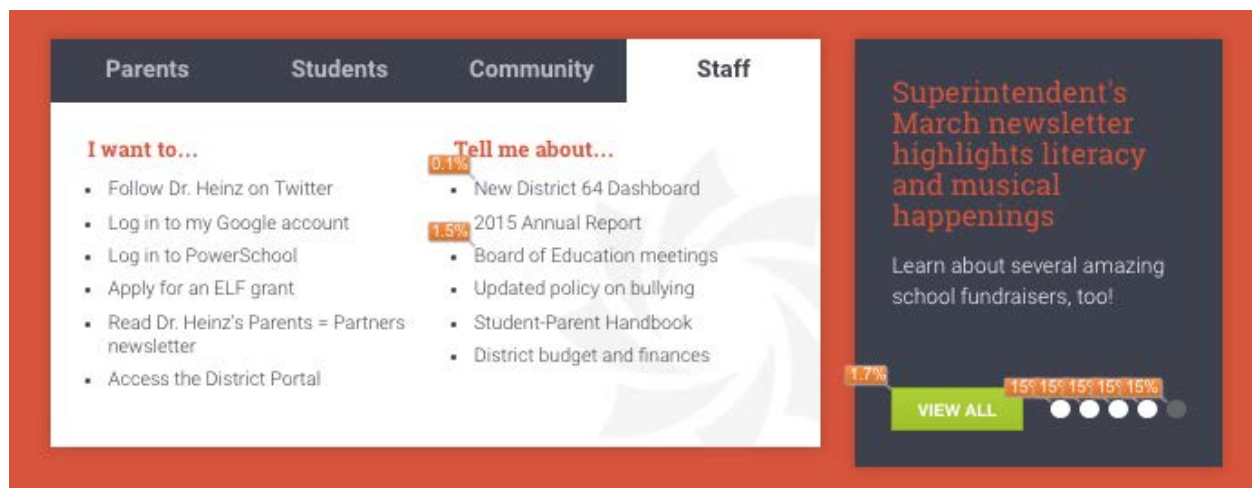 Parents Students Community Staff
I want to...
Follow Dr. Heinz on Twitter
Log in to my Google account
Log in to PowerSchool
Apply for an ELF grant
Read Dr. Heinz's Parents = Partners
newsletter
Access the District Portal
Tell me about...
0.1%
New District 64 Dashboard
2015 Annual Report
1.5%
Board of Education meetings
Updated policy on bullying
Student-Parent Handbook
District budget and finances
Superintendent's
March newsletter
highlights literacy
and musical
happenings
Learn about several amazing
school fundraisers, too!
1.7%
VIEW ALL
15% 15% 15% 15% 15%